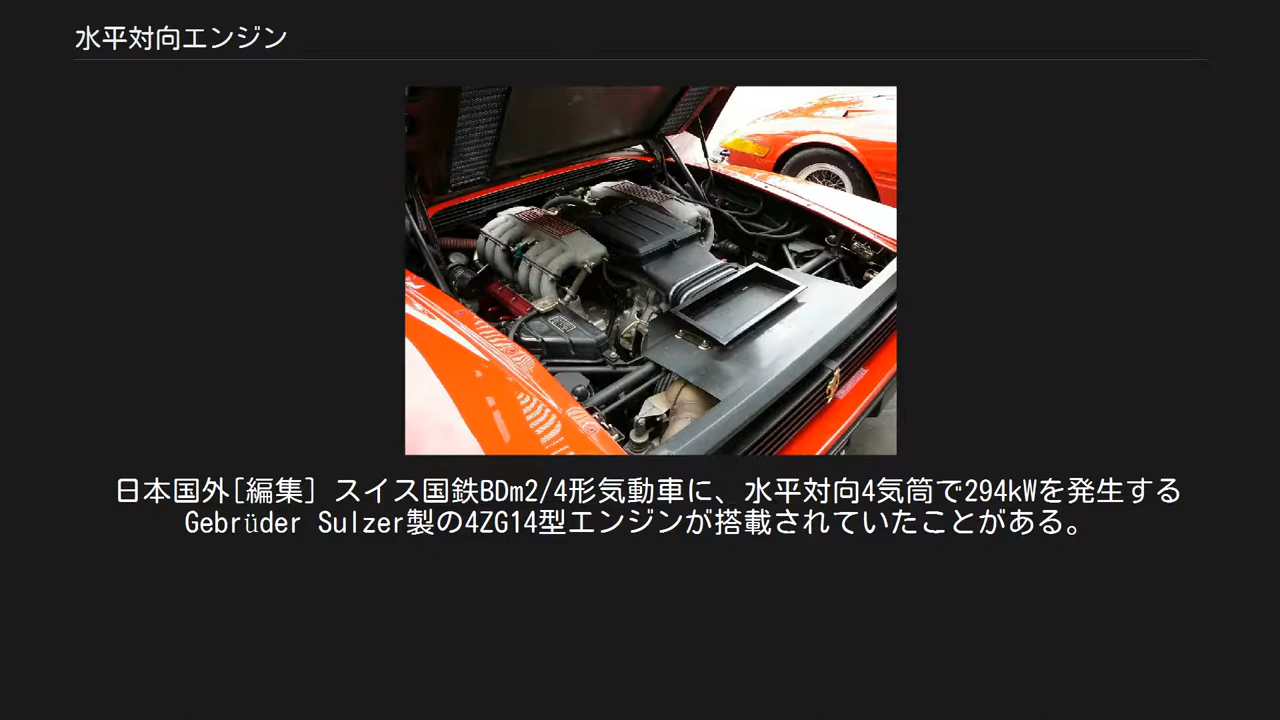 水平対向エンジン
日本国外[編集] スイス国鉄BDm2/4形気動車に、水平対向4気筒で294kWを発生する
Gebrüder Sulzer製の4ZG14型エンジンが搭載されていたことがある。